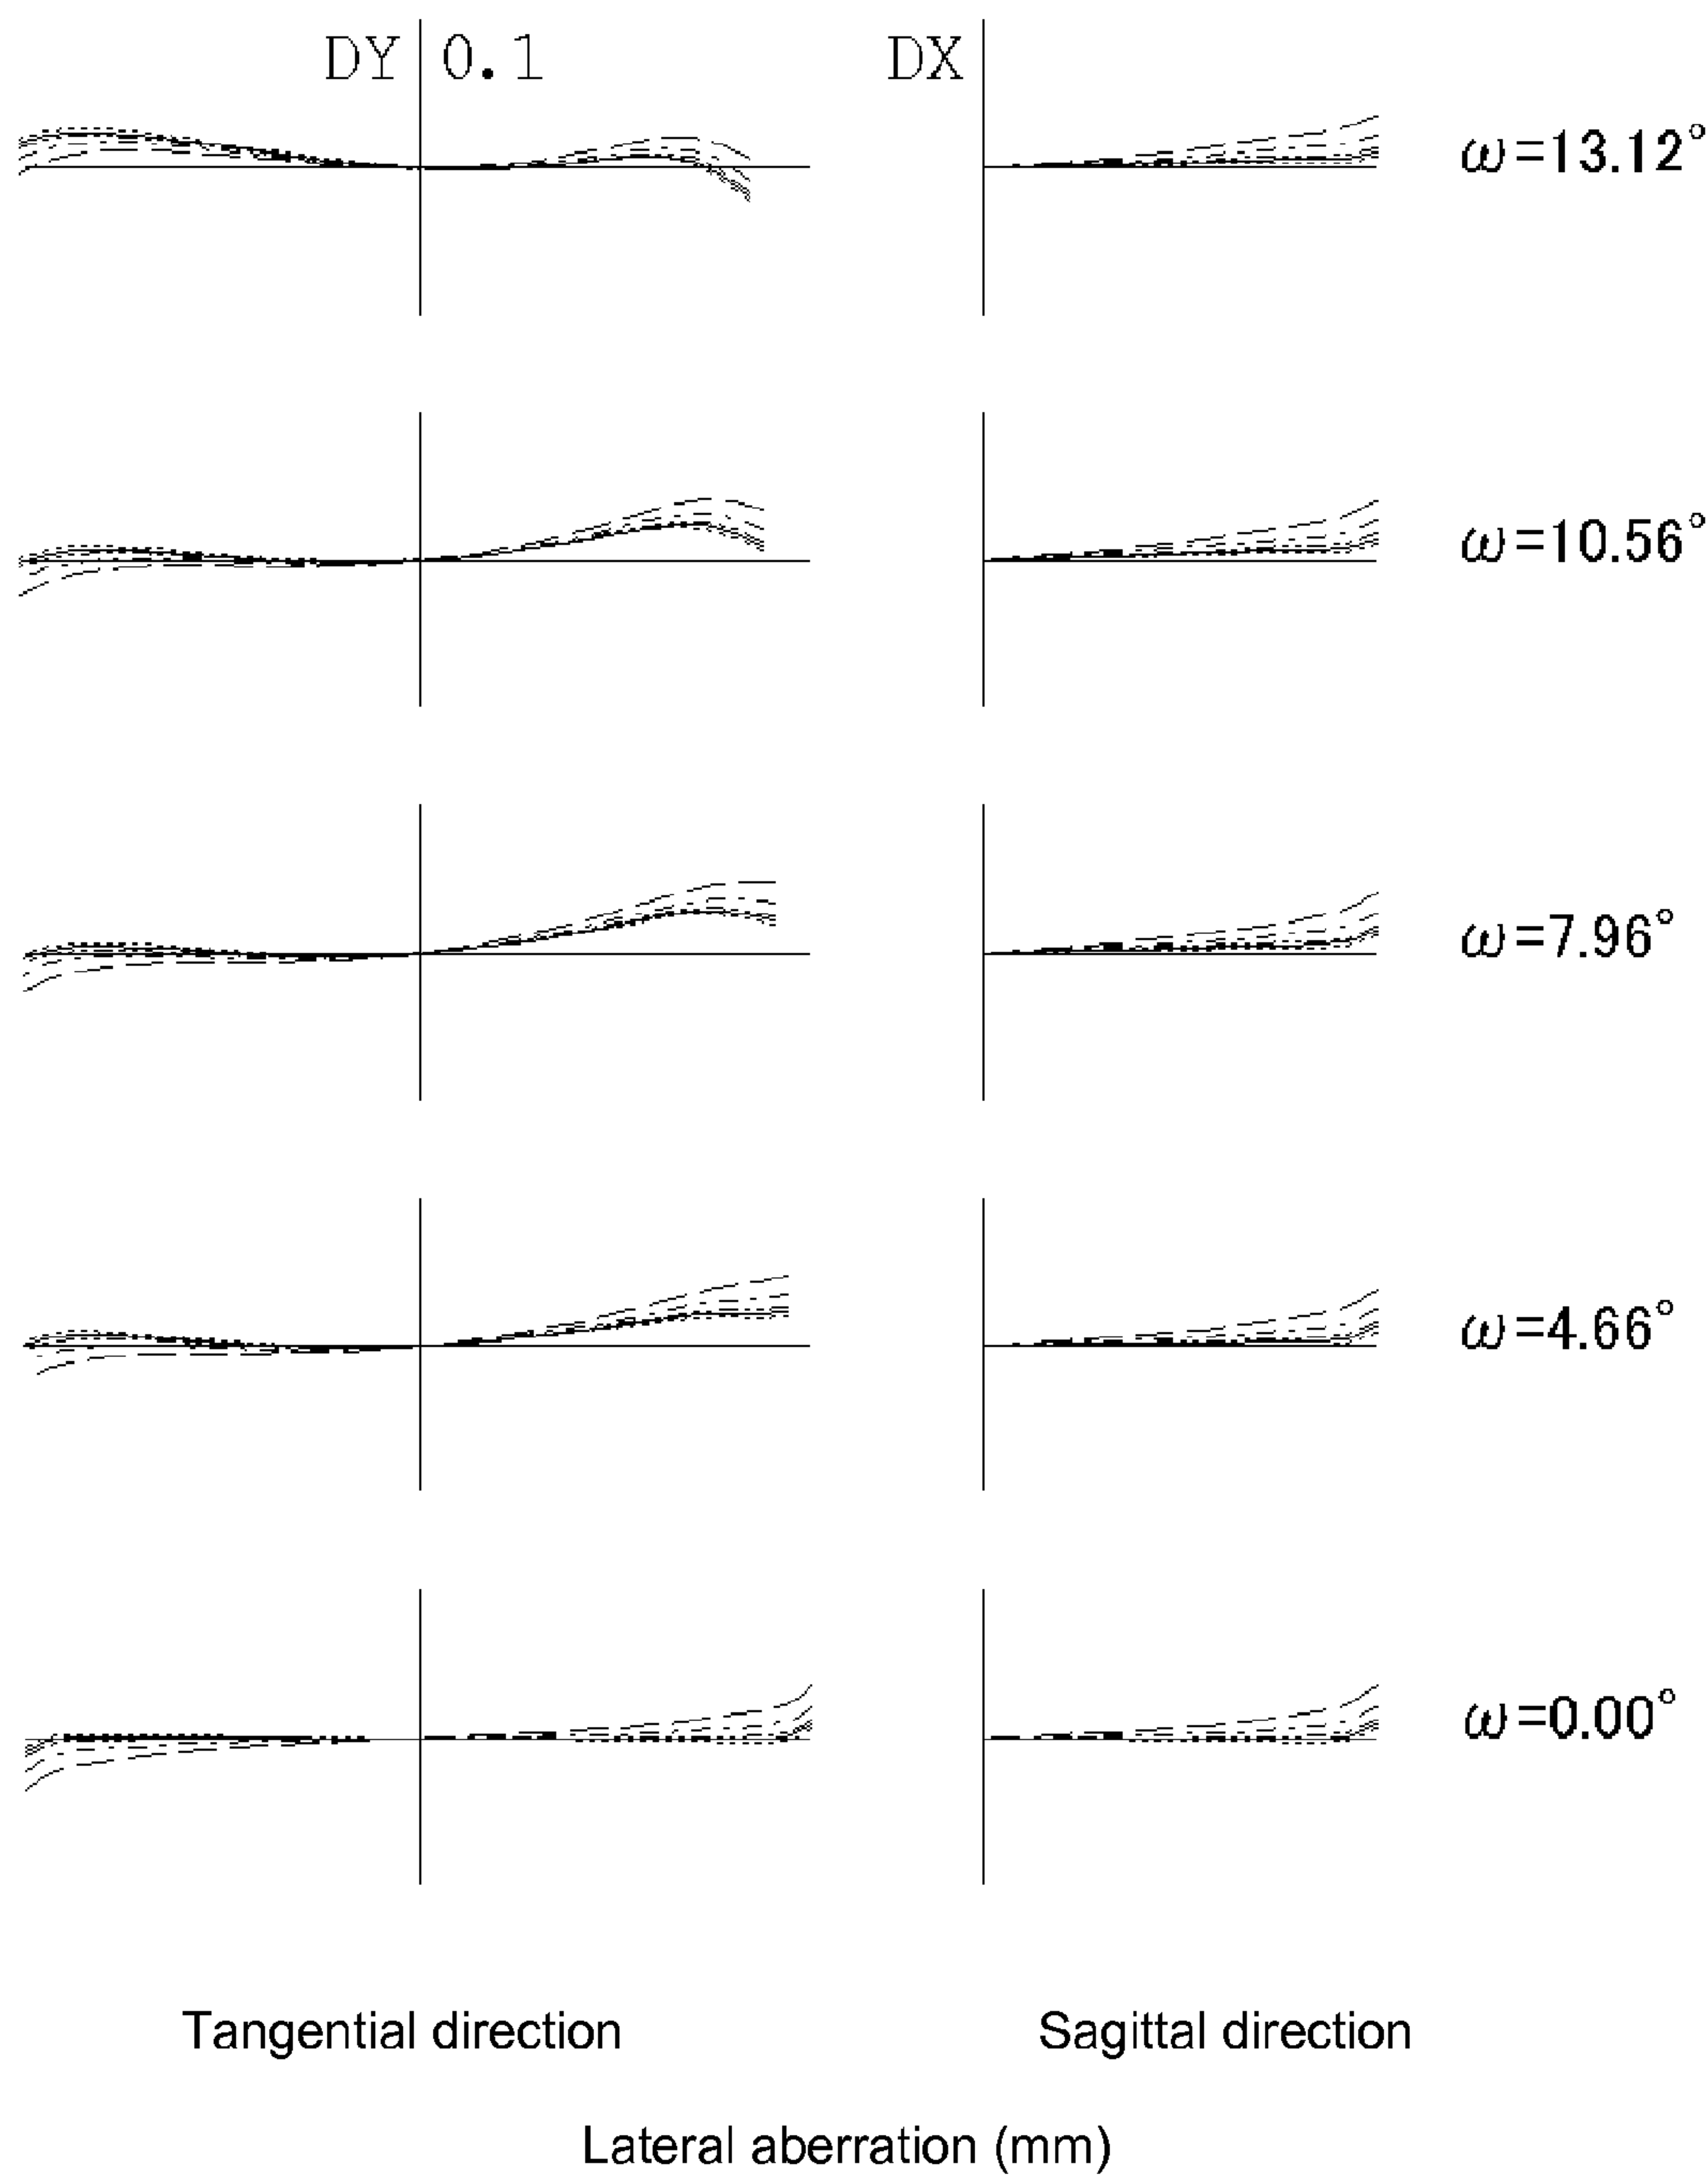 DY 0.1 DX
ω=13.12°
ω=10.56°
ω=7.96°
ω=4.66°
ω=0.00°
Tangential direction Sagittal direction
Lateral aberration (mm)